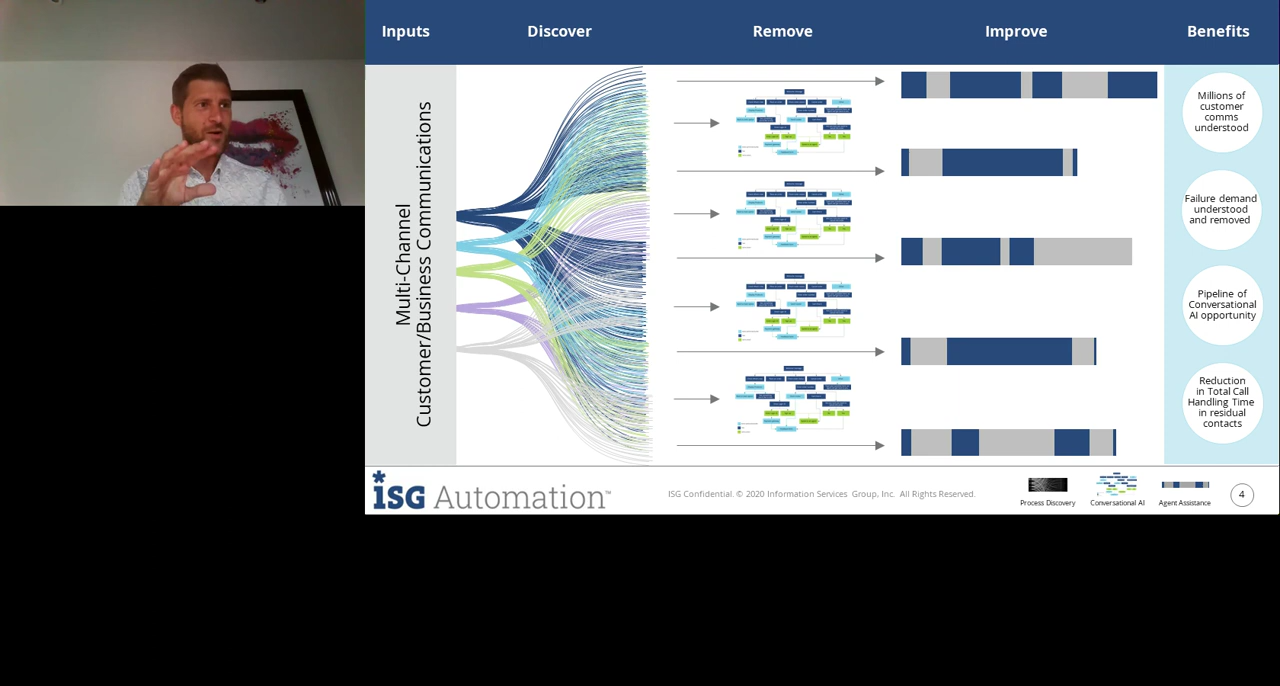 Inputs
Discover
Remove
Improve
Benefits
Multi-Channel
Customer/Business Communications
Millions of
customer
comms
understood
Failure demand
understood
and removed
Pipeline of
Conversational
AI opportunity
Reduction
in Total Call
Handling Time
in residual
contacts
ISG Automation™
ISG Confidential. © 2020 Information Services Group, Inc. All Rights Reserved.
Process Discovery
Conversational AI
Agent Assistance
4